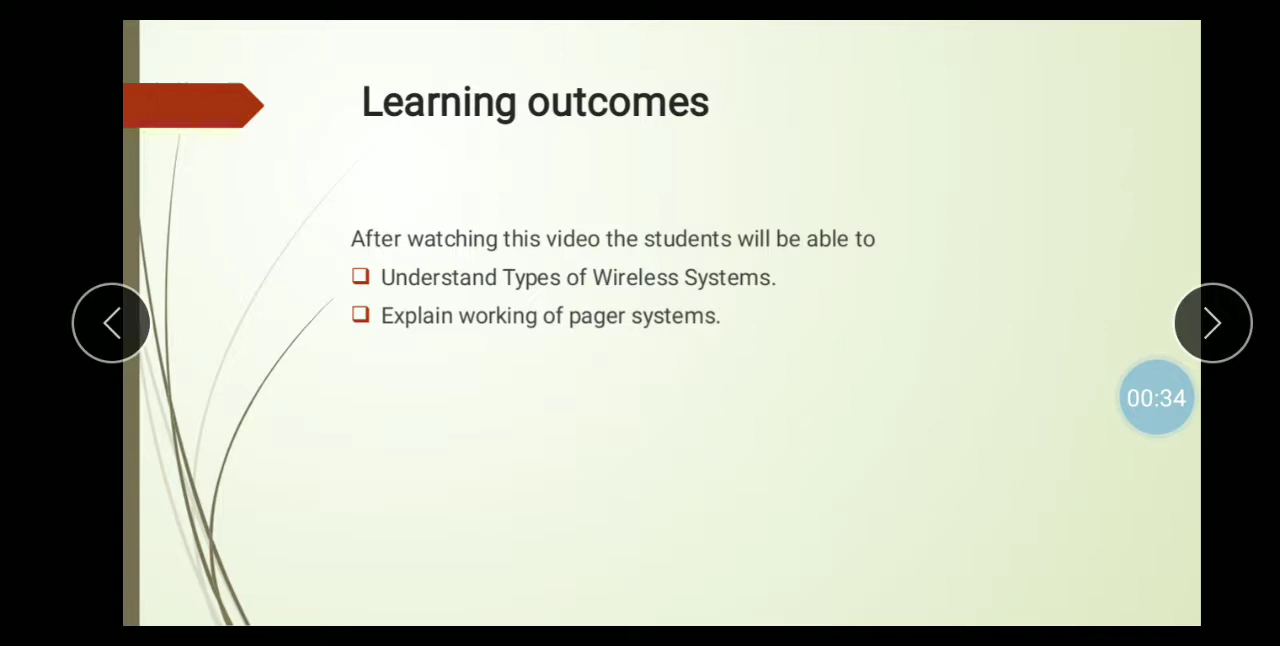 Learning outcomes
After watching this video the students will be able to
Understand Types of Wireless Systems.
Explain working of pager systems.
00:34